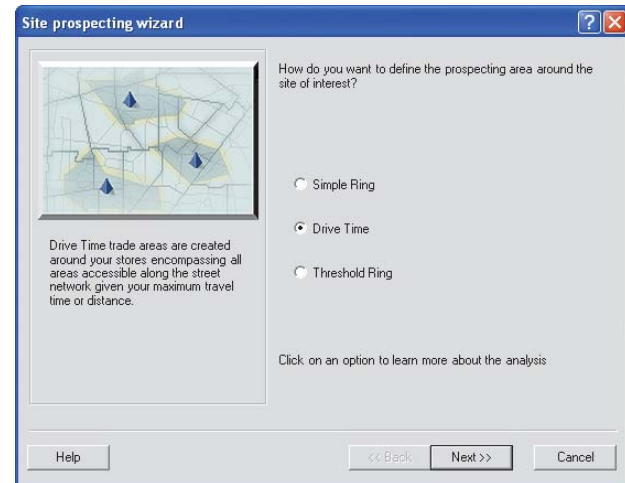 Site prospecting wizard
How do you want to define the prospecting area around the
site of interest?
Simple Ring
Drive Time
Threshold Ring
Drive Time trade areas are created
around your stores encompassing all
areas accessible along the street
network given your maximum travel
time or distance.
Click on an option to learn more about the analysis
Help
<< Back
Next >>
Cancel